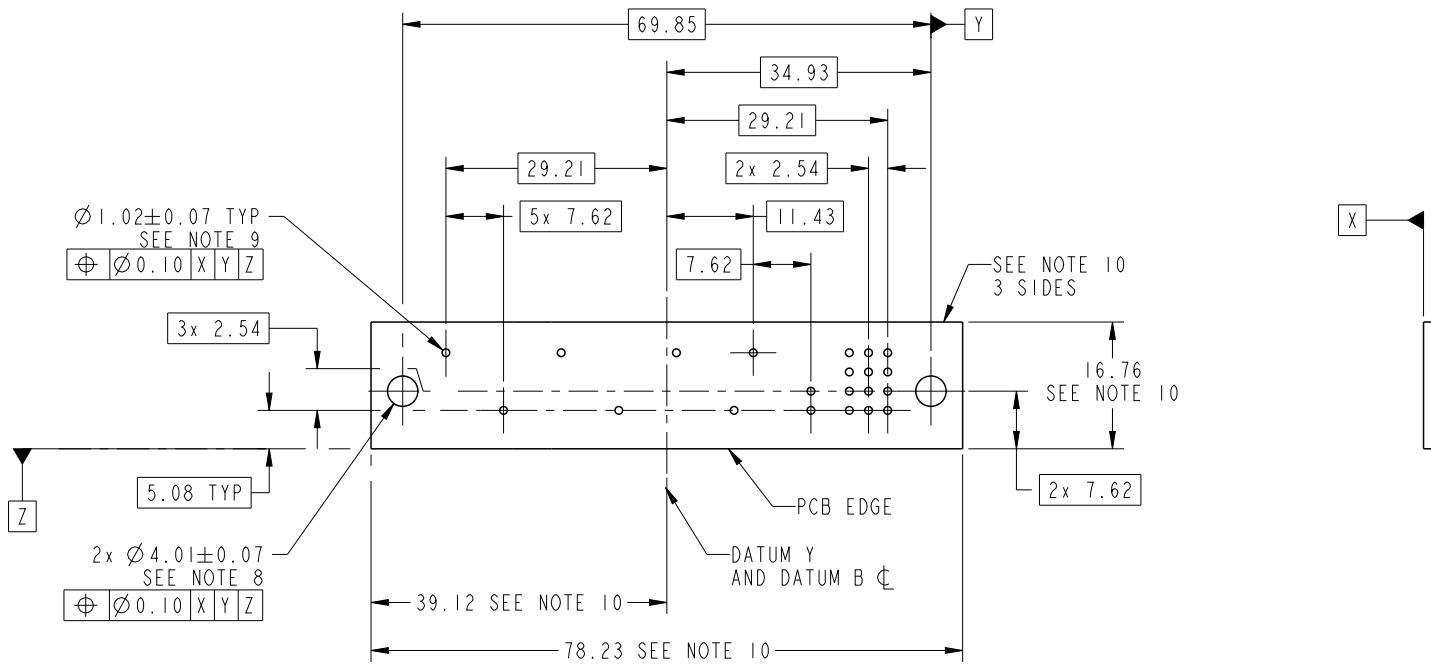 69.85
Y
34.93
29.21
29.21
2x 2.54
Ø1.02±0.07 TYP
SEE NOTE 9
⌖ Ø0.10 X Y Z
5x 7.62
11.43
X
7.62
SEE NOTE 10
3 SIDES
3x 2.54
16.76
SEE NOTE 10
5.08 TYP
2x 7.62
Z
PCB EDGE
2x Ø4.01±0.07
SEE NOTE 8
⌖ Ø0.10 X Y Z
DATUM Y
AND DATUM B ℄
39.12 SEE NOTE 10
78.23 SEE NOTE 10